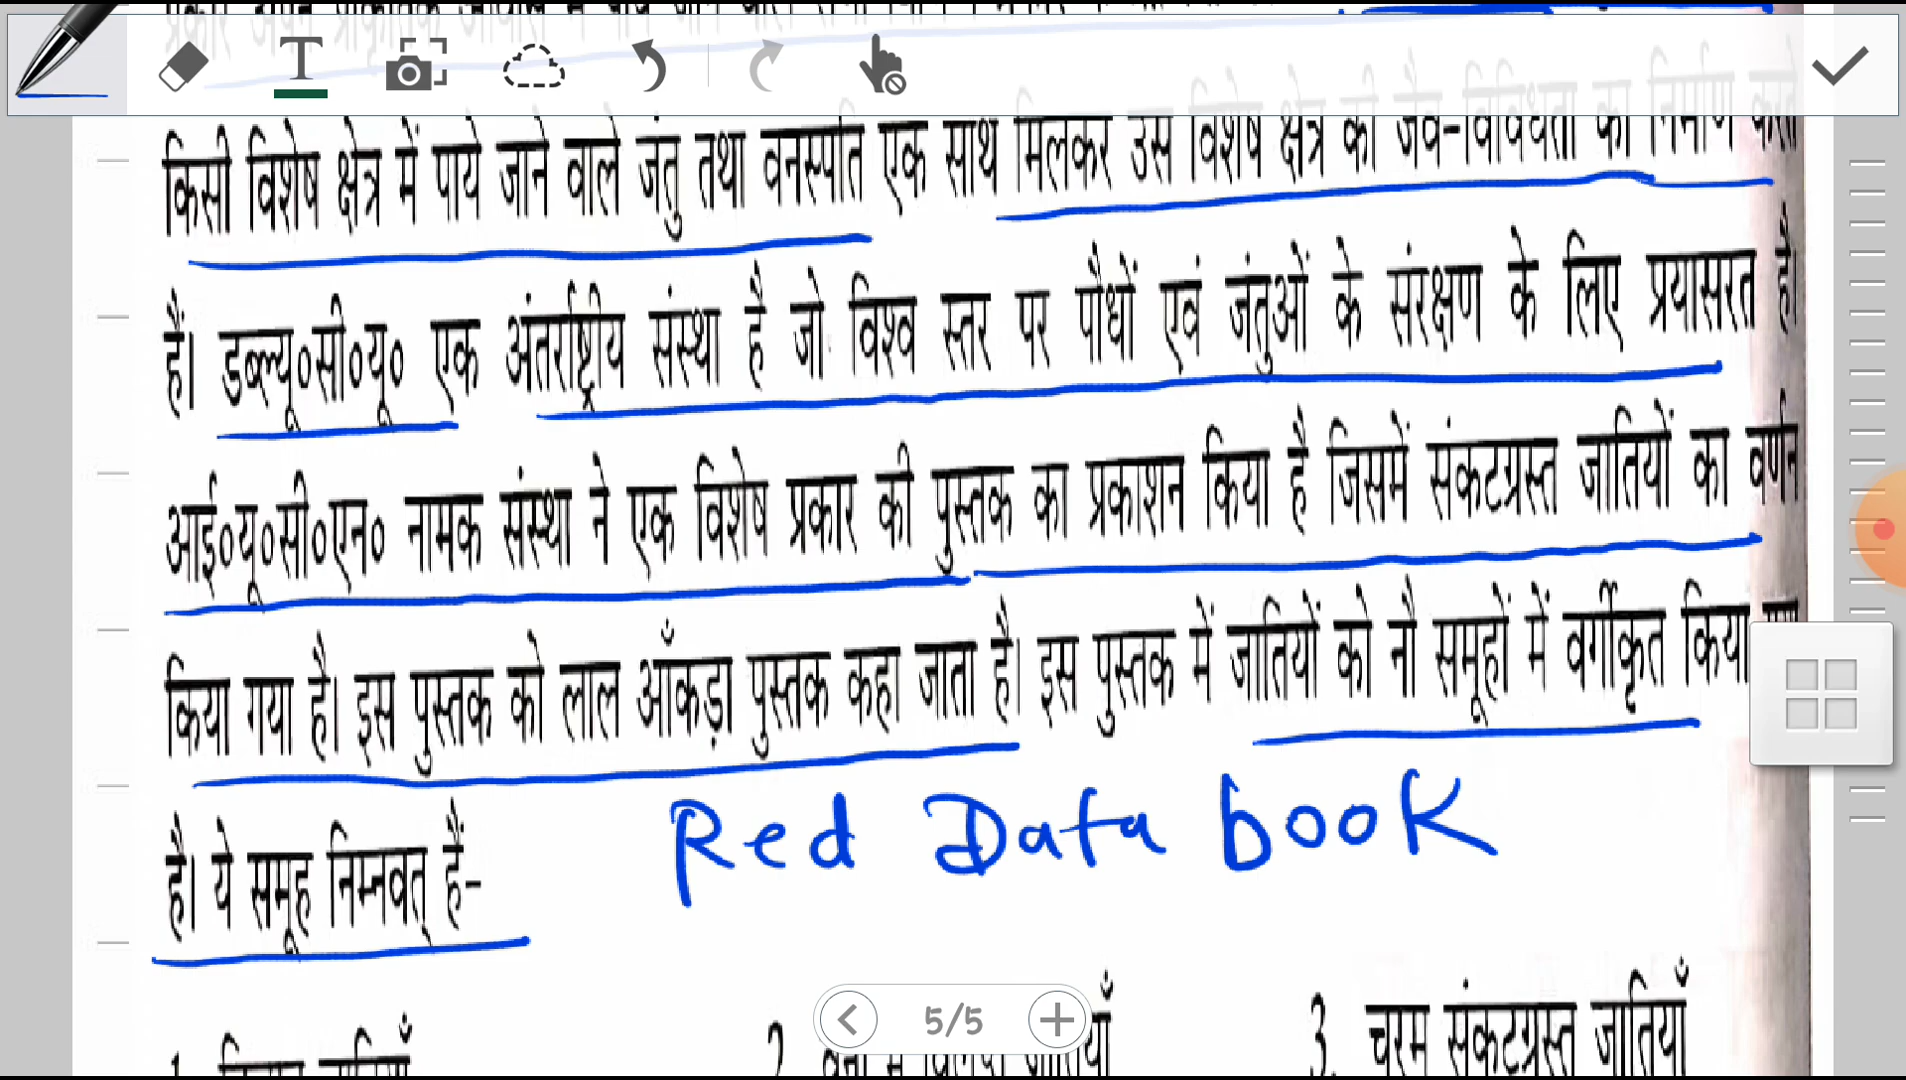 T
किसी विशेष क्षेत्र में पाये जाने वाले जंतु तथा वनस्पति एक साथ मिलकर उस विशेष क्षेत्र की जैव-विविधता का निर्माण करते
हैं। डब्ल्यू०सी०यू० एक अंतर्राष्ट्रीय संस्था है जो विश्व स्तर पर पौधों एवं जंतुओं के संरक्षण के लिए प्रयासरत है।
आई०यू०सी०एन० नामक संस्था ने एक विशेष प्रकार की पुस्तक का प्रकाशन किया है जिसमें संकटग्रस्त जातियों का वर्णन
किया गया है। इस पुस्तक को लाल आँकड़ा पुस्तक कहा जाता है। इस पुस्तक में जातियों को नौ समूहों में वर्गीकृत किया
है। ये समूह निम्नवत् हैं-
Red Data book
3. चरम संकटग्रस्त जातियाँ
5/5